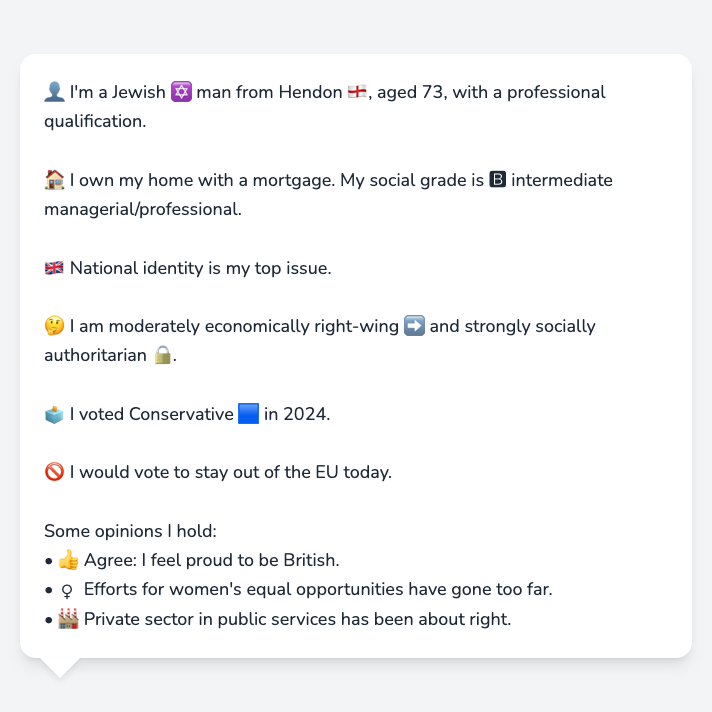 👤 I'm a Jewish ✡️ man from Hendon 🏴󠁧󠁢󠁥󠁮󠁧󠁿, aged 73, with a professional
qualification.
🏠 I own my home with a mortgage. My social grade is 🅱 intermediate
managerial/professional.
🇬🇧 National identity is my top issue.
🤔 I am moderately economically right-wing ➡️ and strongly socially
authoritarian 🔒.
🗳️ I voted Conservative 🟦 in 2024.
🚫 I would vote to stay out of the EU today.
Some opinions I hold:
• 👍 Agree: I feel proud to be British.
• ♀ Efforts for women's equal opportunities have gone too far.
• 🏭 Private sector in public services has been about right.